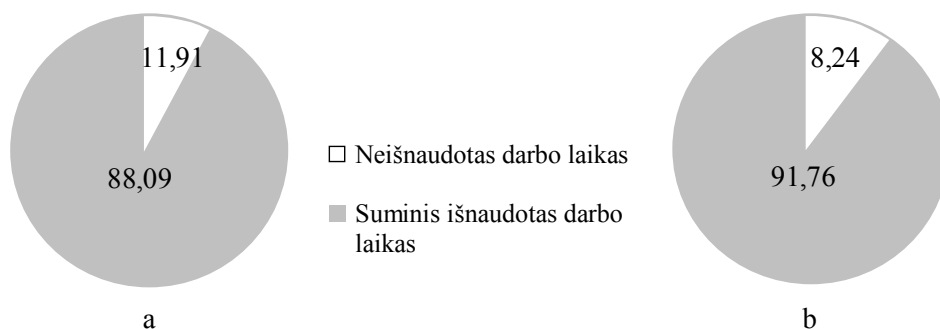 11,91
88,09
a
Neišnaudotas darbo laikas
Suminis išnaudotas darbo
laikas
8,24
91,76
b